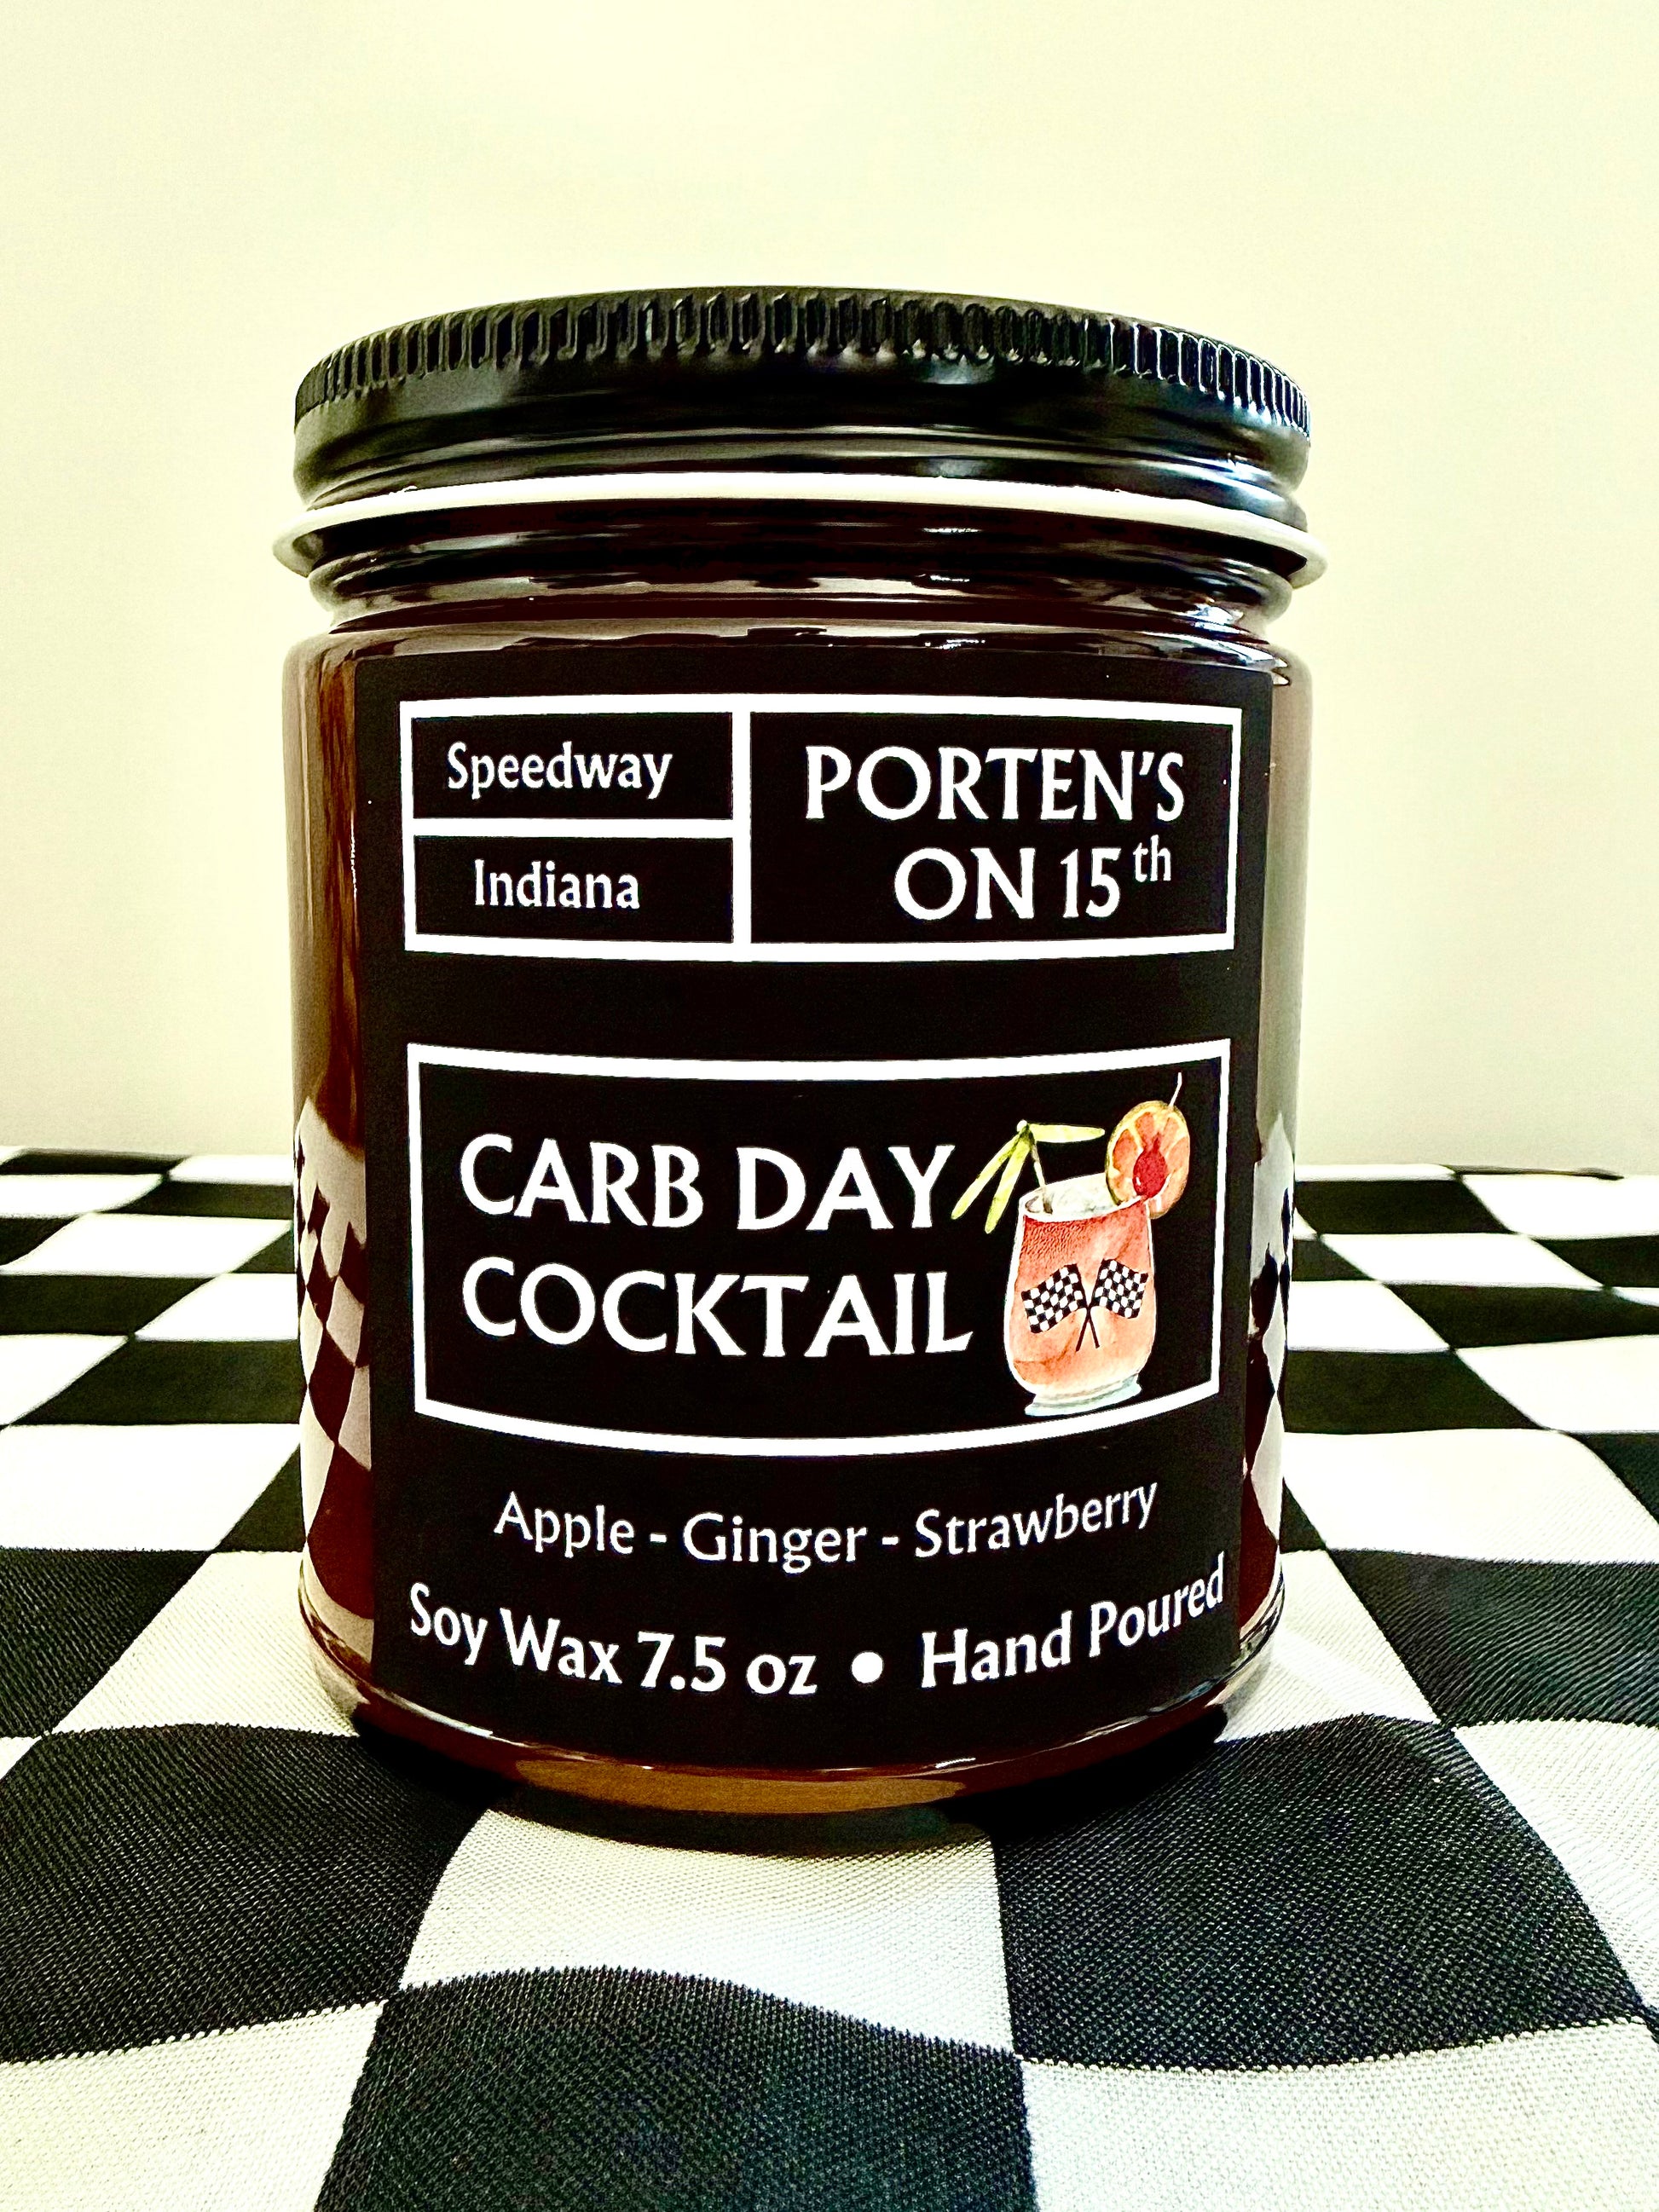 Speedway
Indiana
PORTEN'S
ON 15th
CARB DAY
COCKTAIL
Apple - Ginger - Strawberry
Soy Wax 7.5 oz • Hand Poured